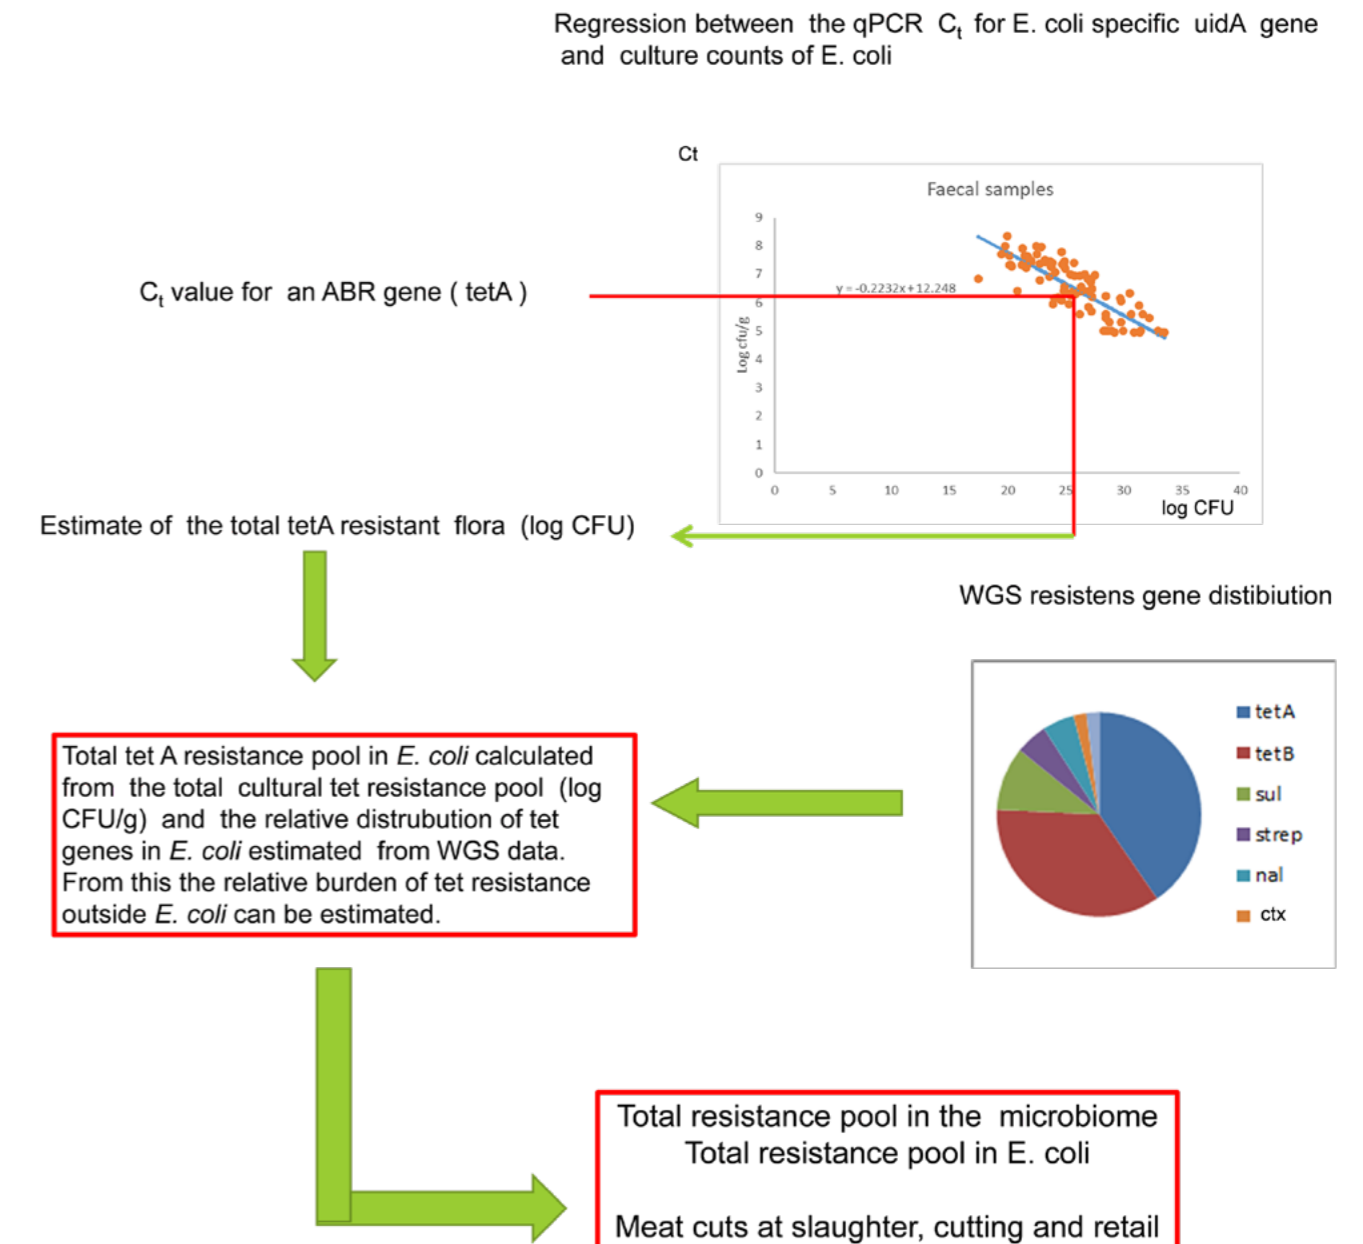 Regression between the qPCR Ct for E. coli specific uidA gene
and culture counts of E. coli
Ct
Faecal samples
9
8
7
6
5
4
3
2
1
0
Log cfu/g
y = -0.2232x+12.248
0 5 10 15 20 25 30 35 40
log CFU
Ct value for an ABR gene ( tetA )
Estimate of the total tetA resistant flora (log CFU)
WGS resistens gene distibiution
tetA
tetB
sul
strep
nal
ctx
Total tet A resistance pool in E. coli calculated
from the total cultural tet resistance pool (log
CFU/g) and the relative distrubution of tet
genes in E. coli estimated from WGS data.
From this the relative burden of tet resistance
outside E. coli can be estimated.
Total resistance pool in the microbiome
Total resistance pool in E. coli
Meat cuts at slaughter, cutting and retail